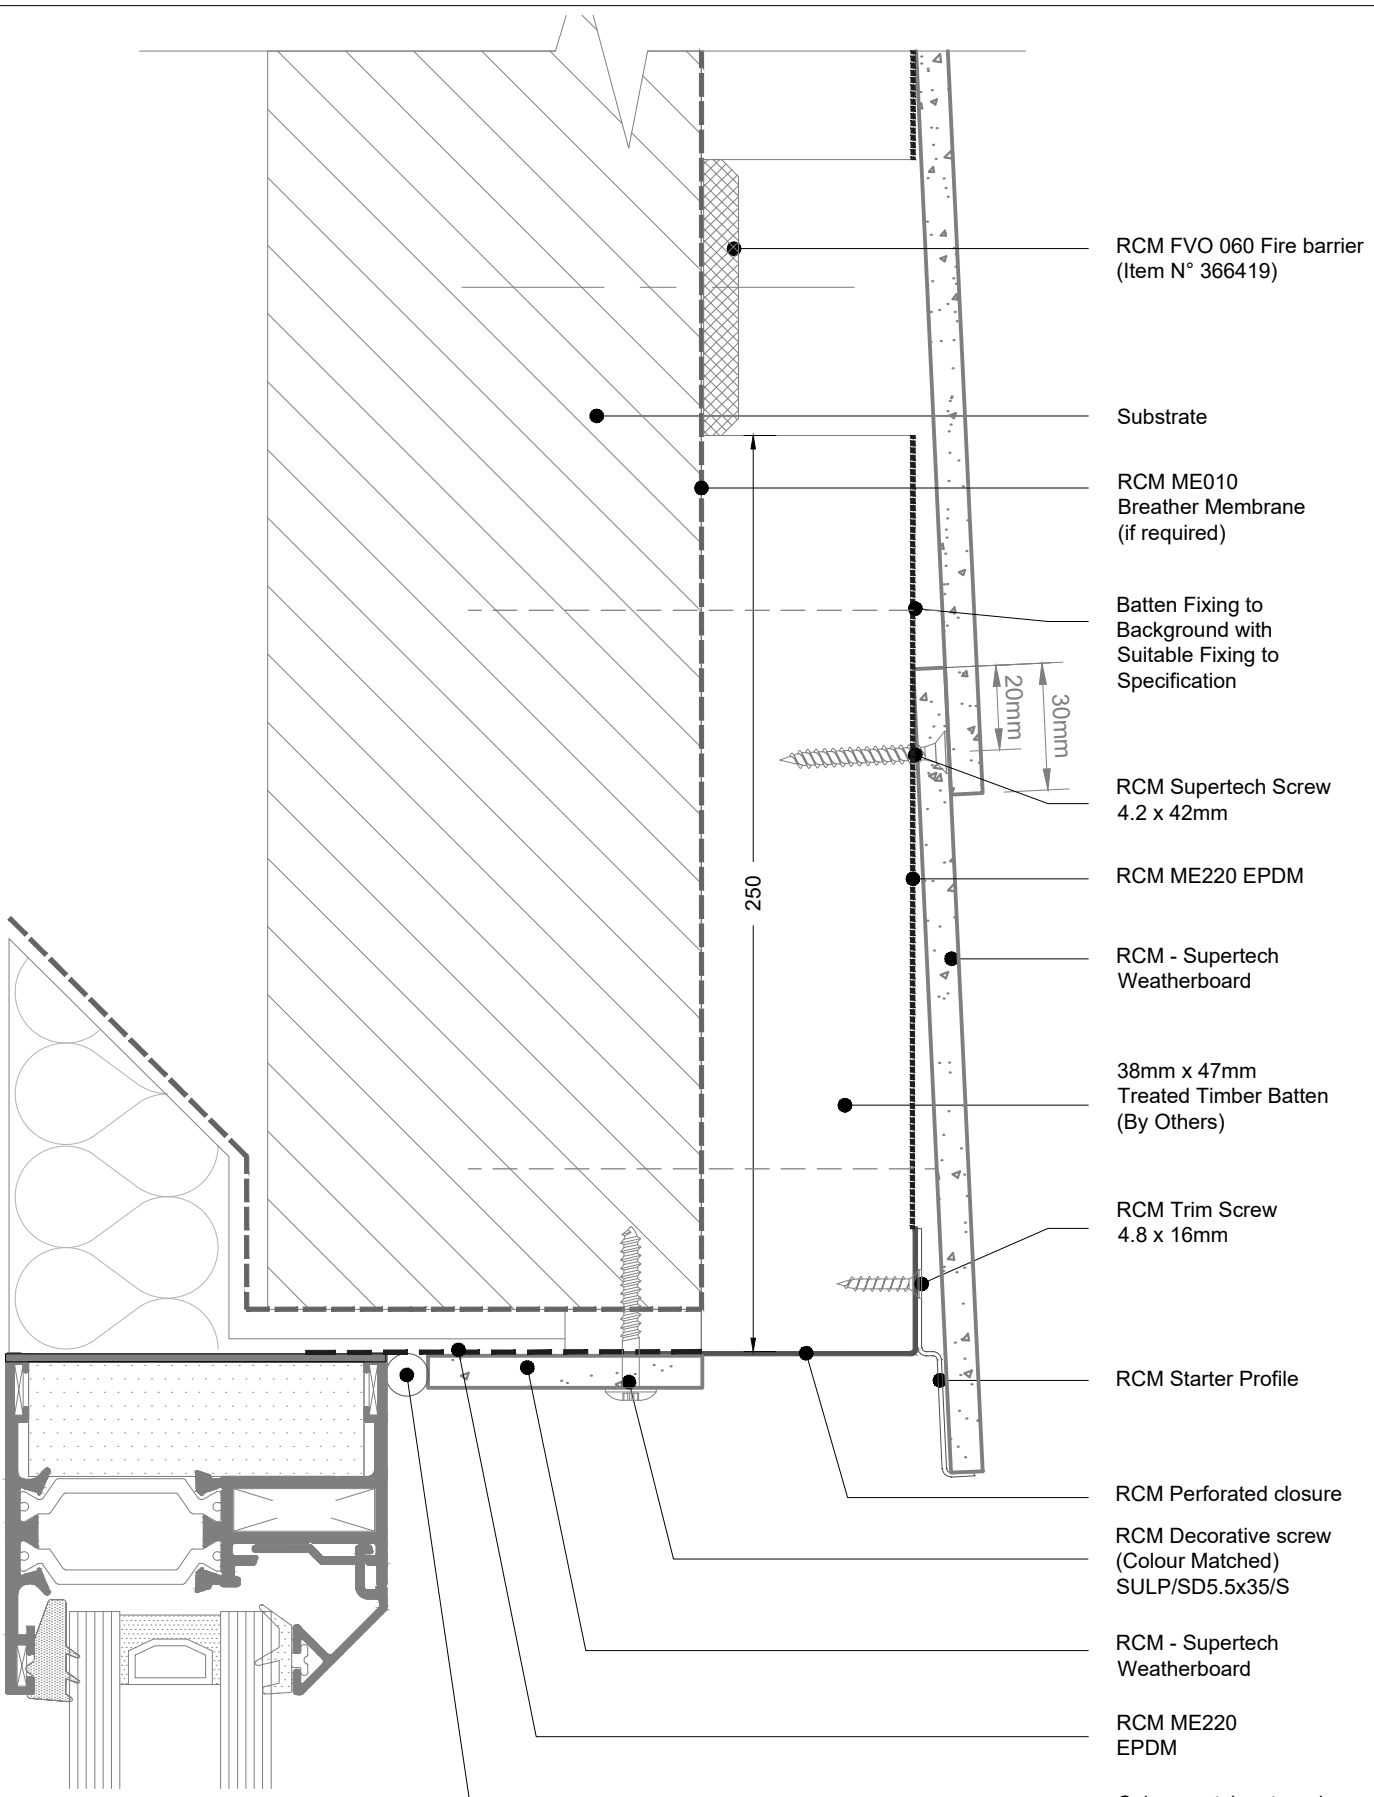 RCM FVO 060 Fire barrier
(Item N° 366419)
Substrate
RCM ME010
Breather Membrane
(if required)
Batten Fixing to
Background with
Suitable Fixing to
Specification
20mm
30mm
RCM Supertech Screw
4.2 x 42mm
RCM ME220 EPDM
250
RCM - Supertech
Weatherboard
38mm x 47mm
Treated Timber Batten
(By Others)
RCM Trim Screw
4.8 x 16mm
RCM Starter Profile
RCM Perforated closure
RCM Decorative screw
(Colour Matched)
SULP/SD5.5x35/S
RCM - Supertech
Weatherboard
RCM ME220
EPDM